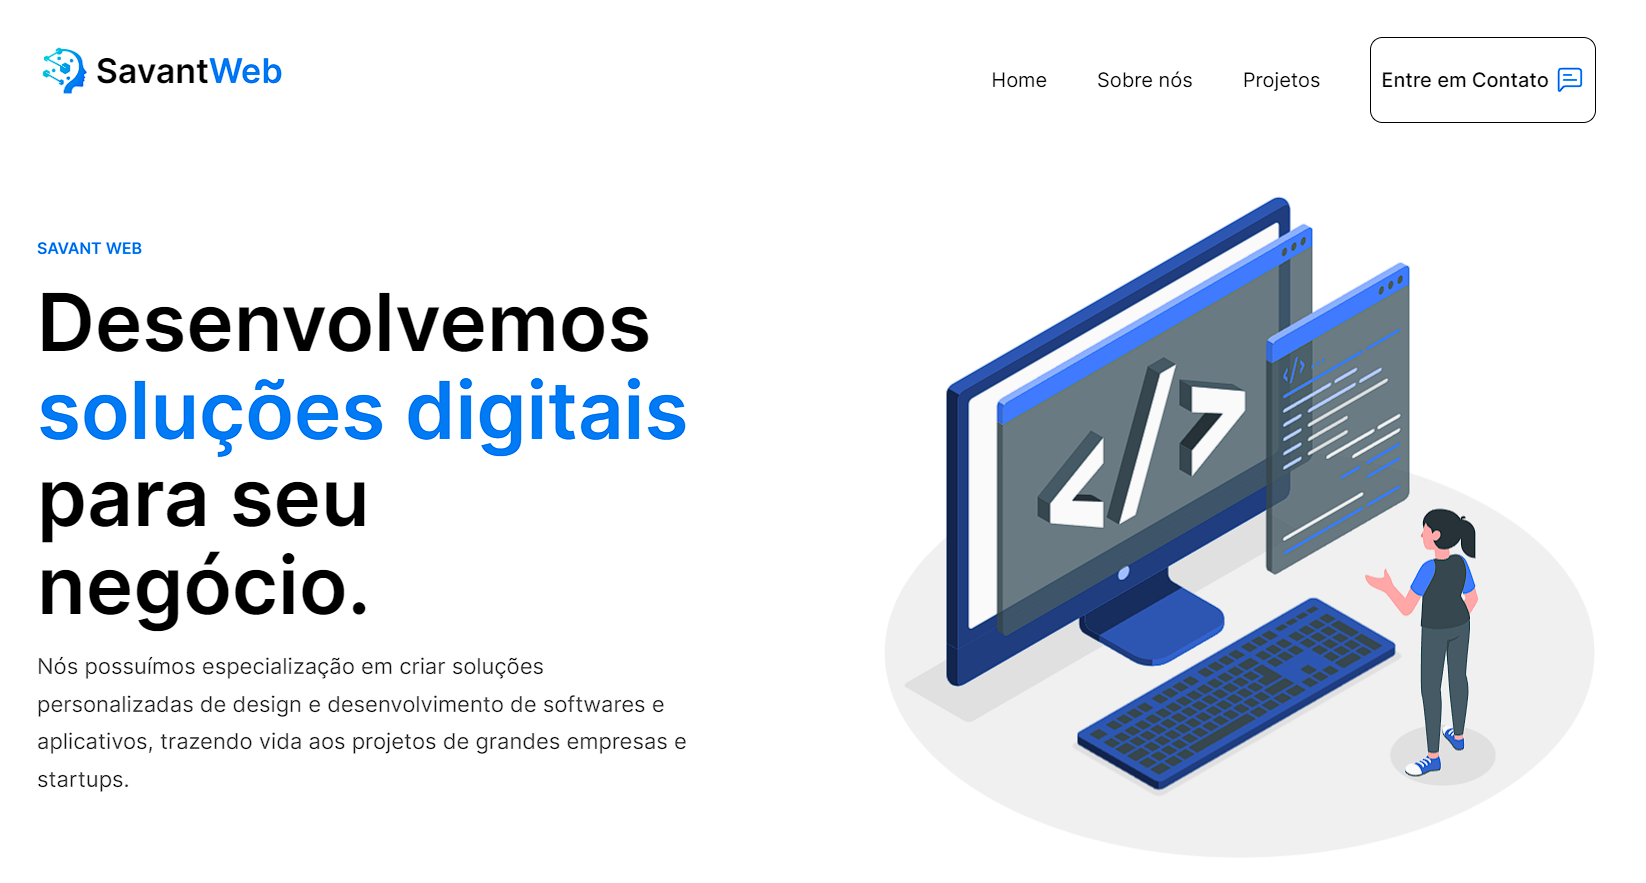 SavantWeb
Home
Sobre nós
Projetos
Entre em Contato
SAVANT WEB
Desenvolvemos
soluções digitais
para seu
negócio.
Nós possuímos especialização em criar soluções
personalizadas de design e desenvolvimento de softwares e
aplicativos, trazendo vida aos projetos de grandes empresas e
startups.
</>
</>